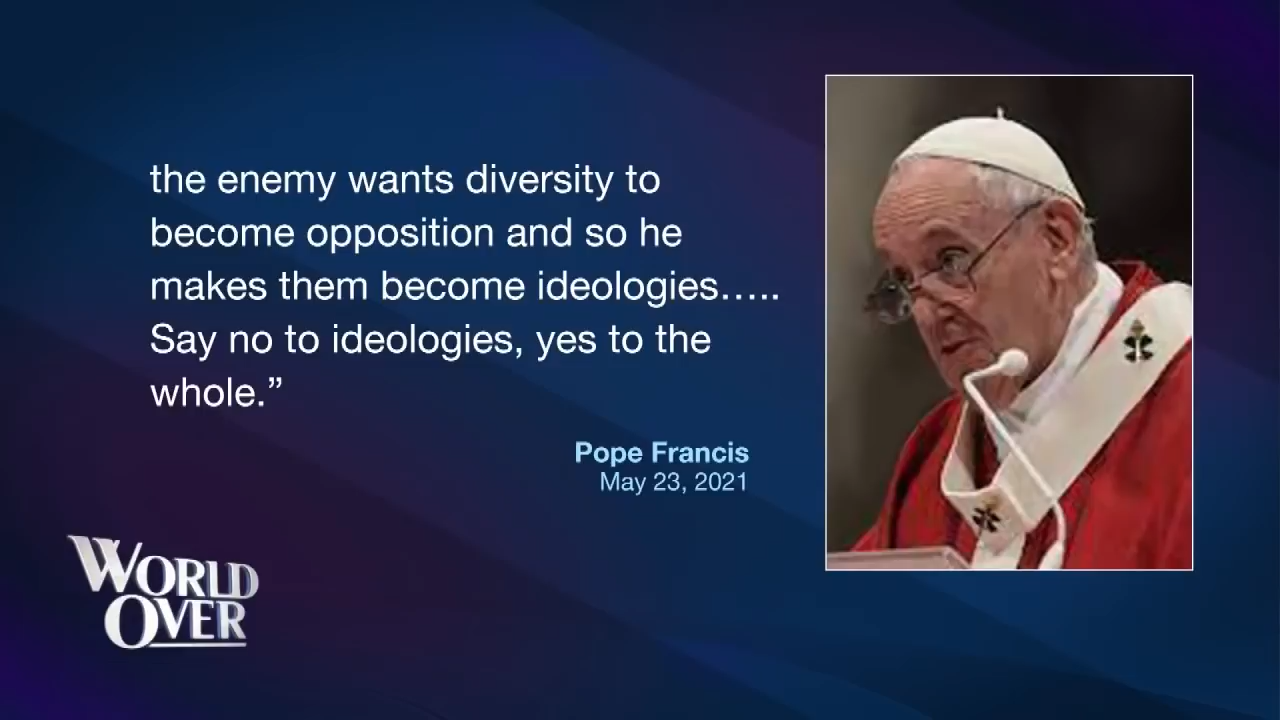 the enemy wants diversity to
become opposition and so he
makes them become ideologies.....
Say no to ideologies, yes to the
whole.”
Pope Francis
May 23, 2021
WORLD
OVER